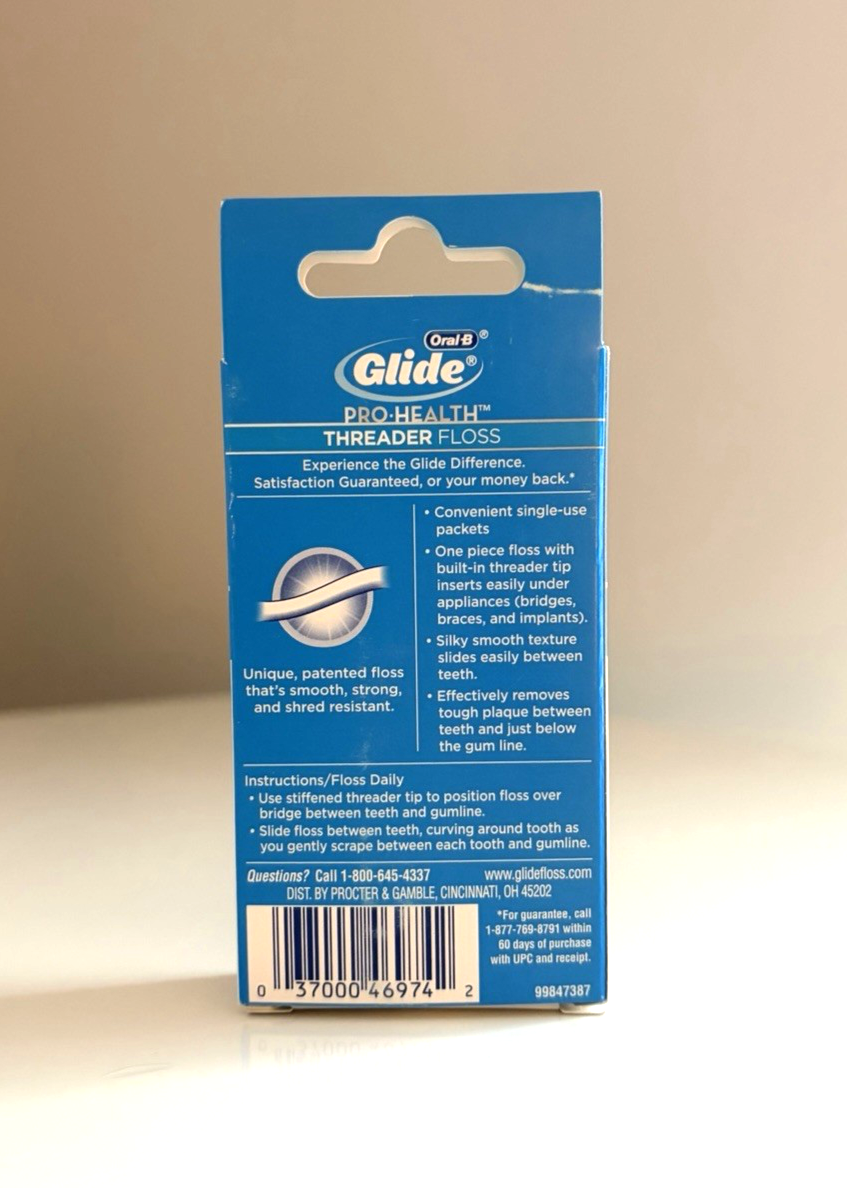 Oral-B®
Glide®
PRO-HEALTH™
THREADER FLOSS
Experience the Glide Difference.
Satisfaction Guaranteed, or your money back.*
Unique, patented floss
that's smooth, strong,
and shred resistant.
• Convenient single-use
packets
• One piece floss with
built-in threader tip
inserts easily under
appliances (bridges,
braces, and implants).
• Silky smooth texture
slides easily between
teeth.
• Effectively removes
tough plaque between
teeth and just below
the gum line.
Instructions/Floss Daily
• Use stiffened threader tip to position floss over
bridge between teeth and gumline.
• Slide floss between teeth, curving around tooth as
you gently scrape between each tooth and gumline.
Questions? Call 1-800-645-4337 www.glidefloss.com
DIST. BY PROCTER & GAMBLE, CINCINNATI, OH 45202
*For guarantee, call
1-877-769-8791 within
60 days of purchase
with UPC and receipt.
0 37000 46974 2
99847387